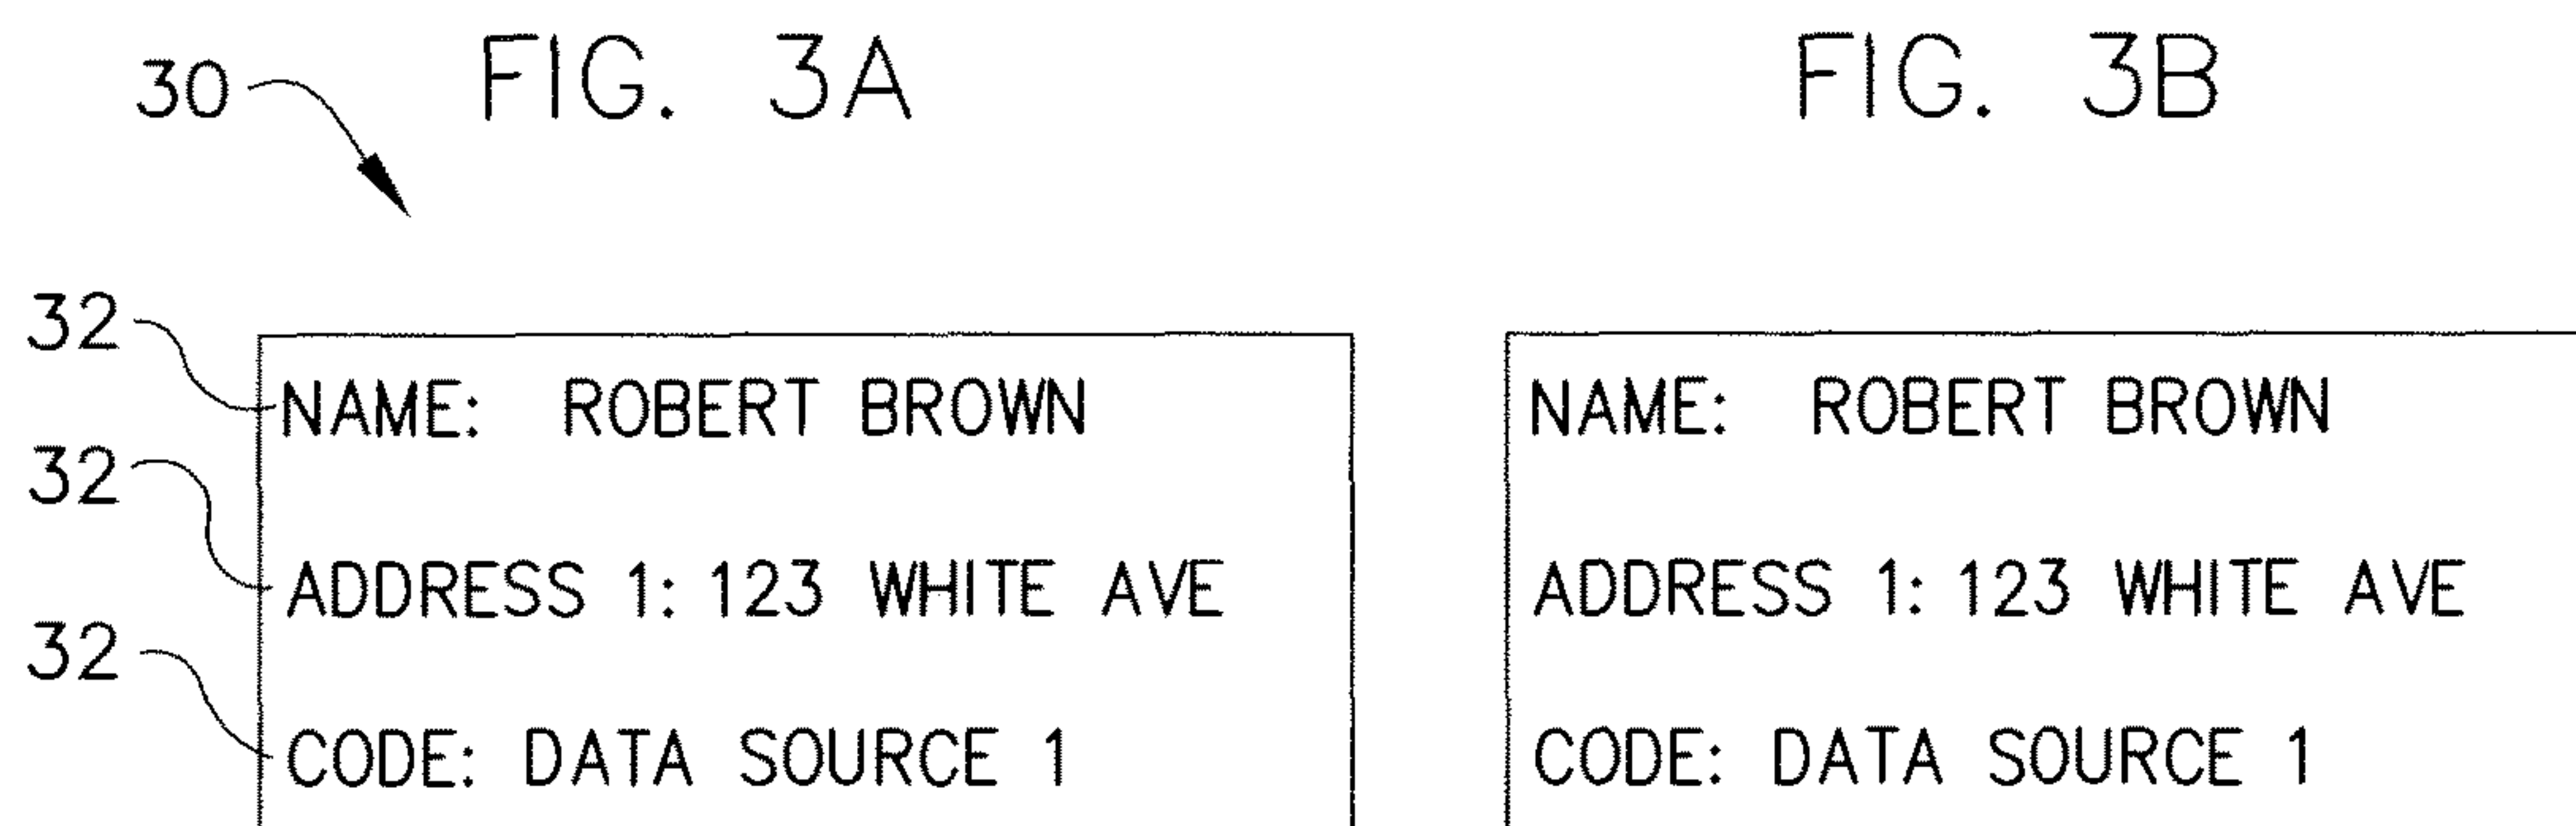 FIG. 3A
30
32
NAME: ROBERT BROWN
32
ADDRESS 1: 123 WHITE AVE
32
CODE: DATA SOURCE 1
FIG. 3B
NAME: ROBERT BROWN
ADDRESS 1: 123 WHITE AVE
CODE: DATA SOURCE 1